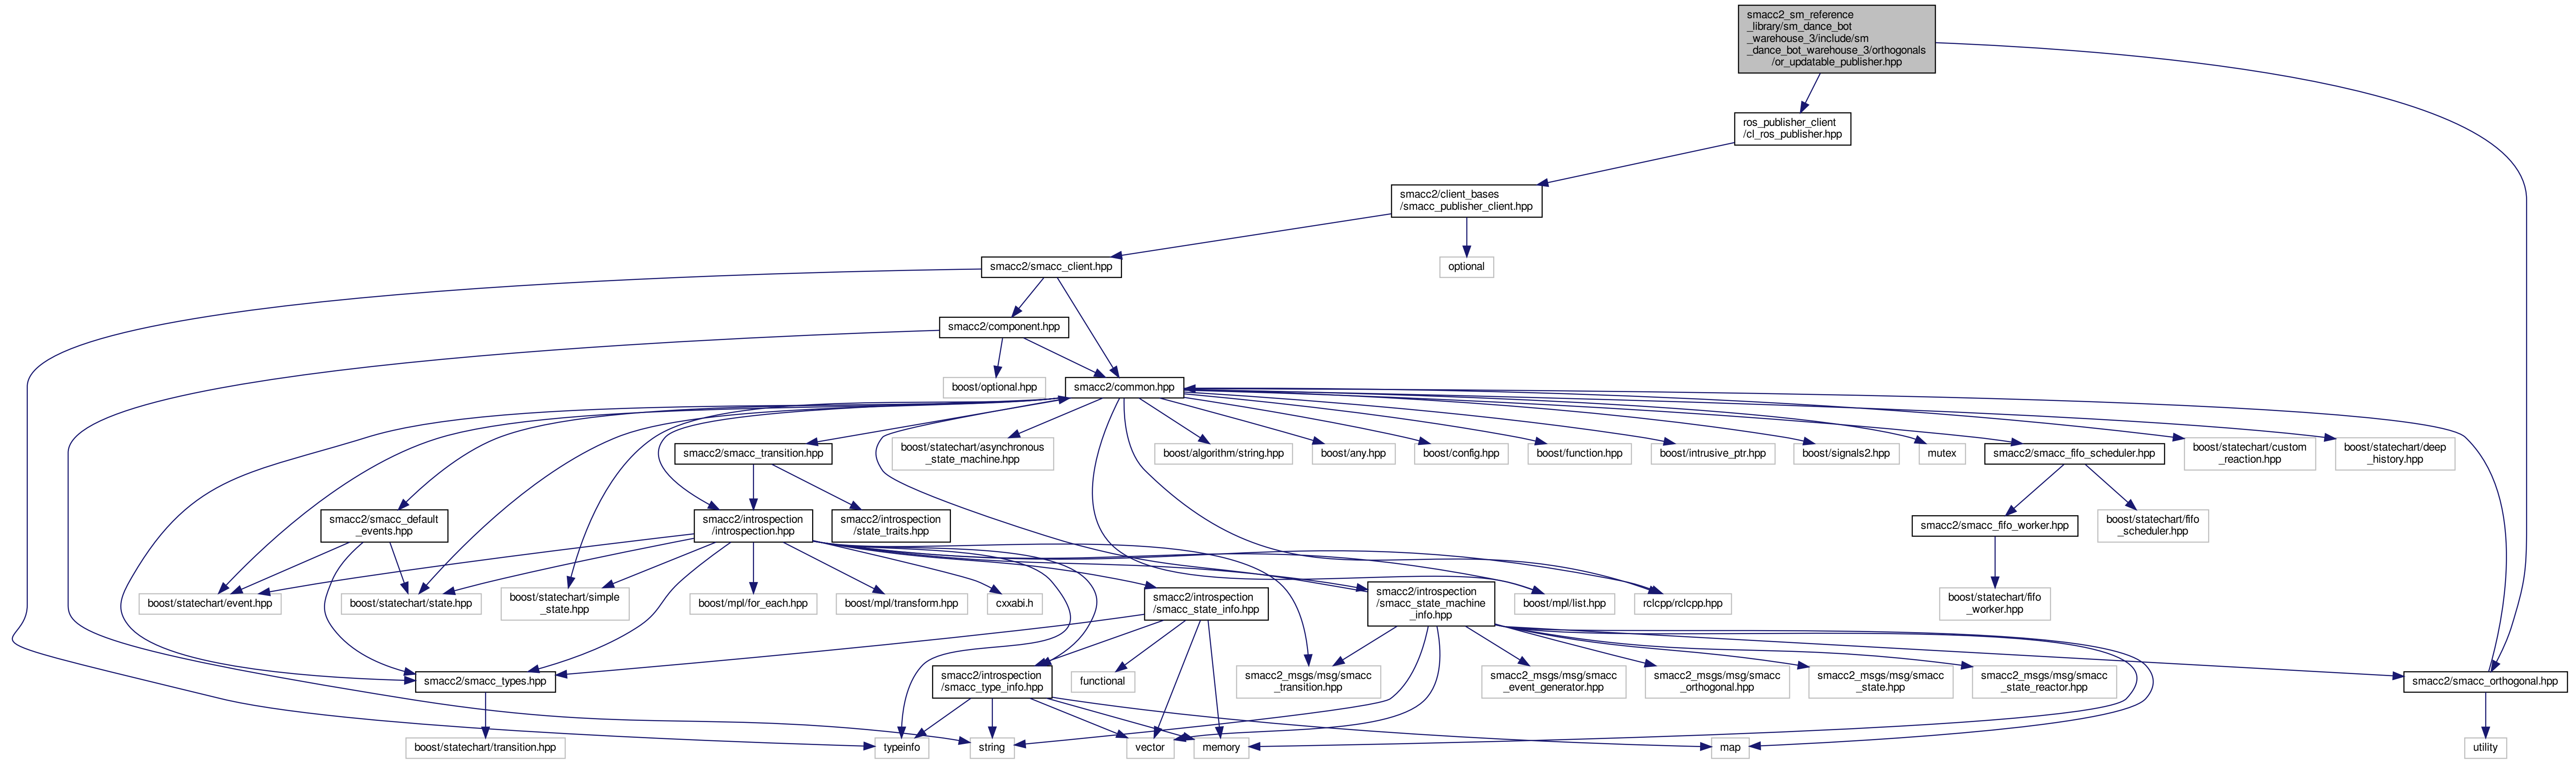 smacc2_sm_reference
_library/sm_dance_bot
_warehouse_3/include/sm
_dance_bot_warehouse_3/orthogonals
/or_updatable_publisher.hpp
ros_publisher_client
/cl_ros_publisher.hpp
smacc2/client_bases
/smacc_publisher_client.hpp
smacc2/smacc_client.hpp
optional
smacc2/component.hpp
boost/optional.hpp
smacc2/common.hpp
smacc2/smacc_transition.hpp
boost/statechart/asynchronous
_state_machine.hpp
boost/algorithm/string.hpp
boost/any.hpp
boost/config.hpp
boost/function.hpp
boost/intrusive_ptr.hpp
boost/signals2.hpp
mutex
smacc2/smacc_fifo_scheduler.hpp
boost/statechart/custom
_reaction.hpp
boost/statechart/deep
_history.hpp
smacc2/smacc_default
_events.hpp
smacc2/introspection
/introspection.hpp
smacc2/introspection
/state_traits.hpp
smacc2/smacc_fifo_worker.hpp
boost/statechart/fifo
_scheduler.hpp
boost/statechart/event.hpp
boost/statechart/state.hpp
boost/statechart/simple
_state.hpp
boost/mpl/for_each.hpp
boost/mpl/transform.hpp
cxxabi.h
smacc2/introspection
/smacc_state_info.hpp
smacc2/introspection
/smacc_state_machine
_info.hpp
boost/mpl/list.hpp
rclcpp/rclcpp.hpp
boost/statechart/fifo
_worker.hpp
smacc2/smacc_types.hpp
smacc2/introspection
/smacc_type_info.hpp
functional
smacc2_msgs/msg/smacc
_transition.hpp
smacc2_msgs/msg/smacc
_event_generator.hpp
smacc2_msgs/msg/smacc
_orthogonal.hpp
smacc2_msgs/msg/smacc
_state.hpp
smacc2_msgs/msg/smacc
_state_reactor.hpp
smacc2/smacc_orthogonal.hpp
boost/statechart/transition.hpp
typeinfo
string
vector
memory
map
utility